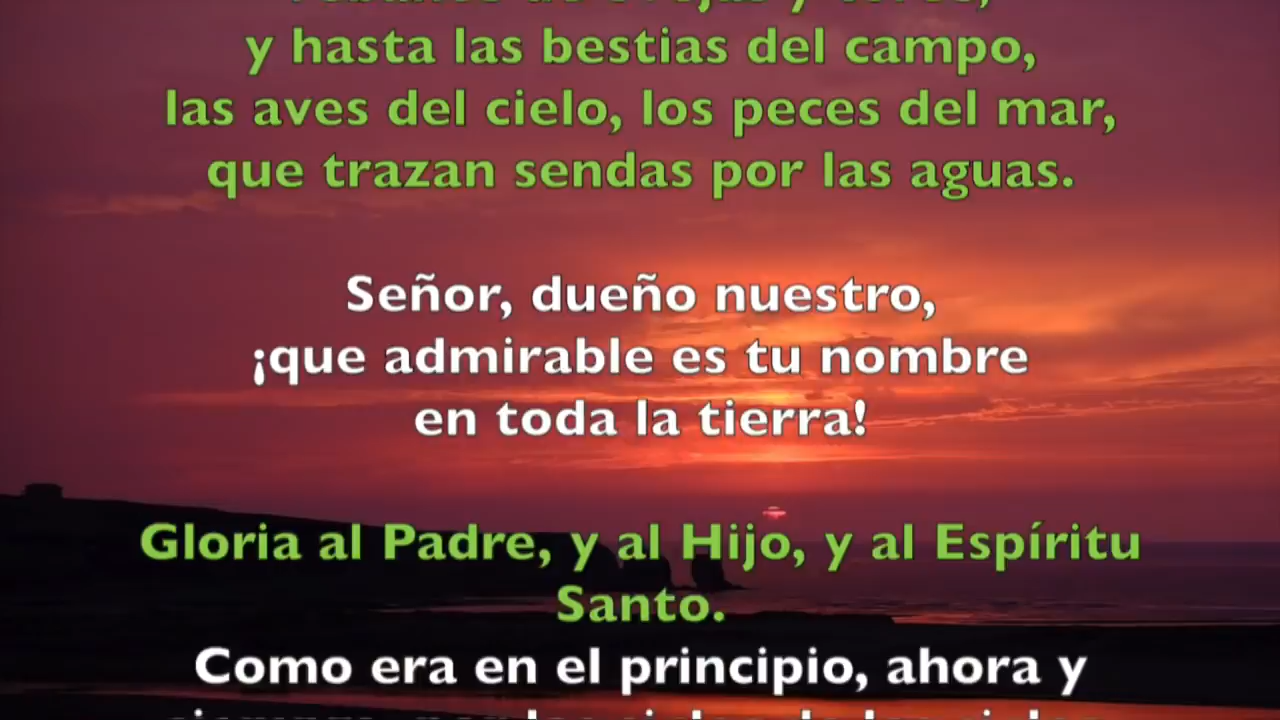 y hasta las bestias del campo,
las aves del cielo, los peces del mar,
que trazan sendas por las aguas.
Señor, dueño nuestro,
¡que admirable es tu nombre
en toda la tierra!
Gloria al Padre, y al Hijo, y al Espíritu
Santo.
Como era en el principio, ahora y